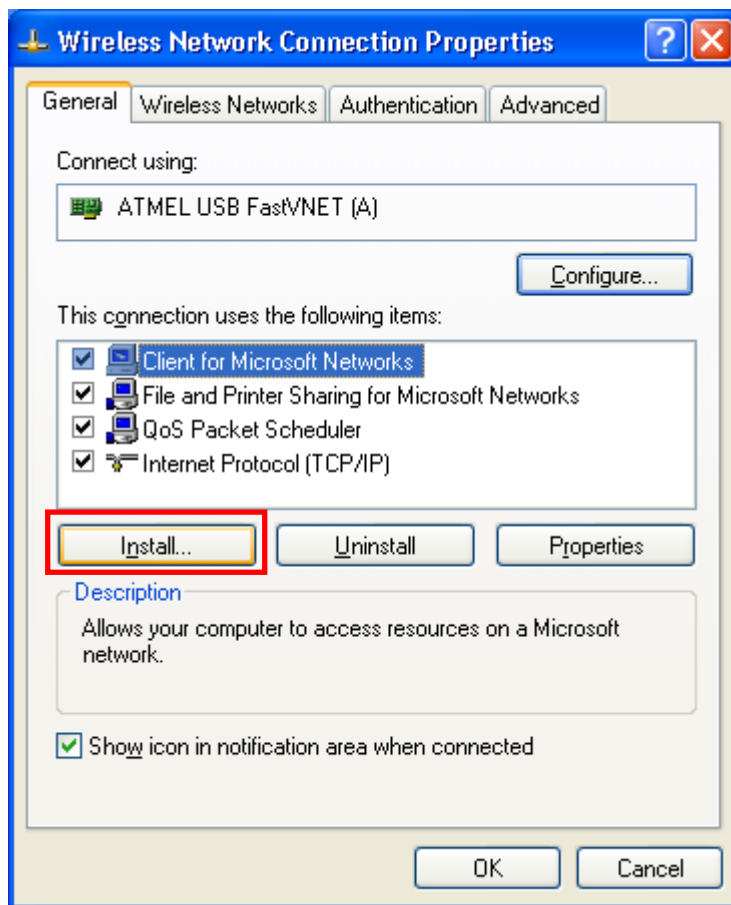 Wireless Network Connection Properties
General Wireless Networks Authentication Advanced
Connect using:
ATMEL USB FastVNET (A)
Configure...
This connection uses the following items:
Client for Microsoft Networks
File and Printer Sharing for Microsoft Networks
QoS Packet Scheduler
Internet Protocol (TCP/IP)
Install... Uninstall Properties
Description
Allows your computer to access resources on a Microsoft
network.
Show icon in notification area when connected
OK Cancel